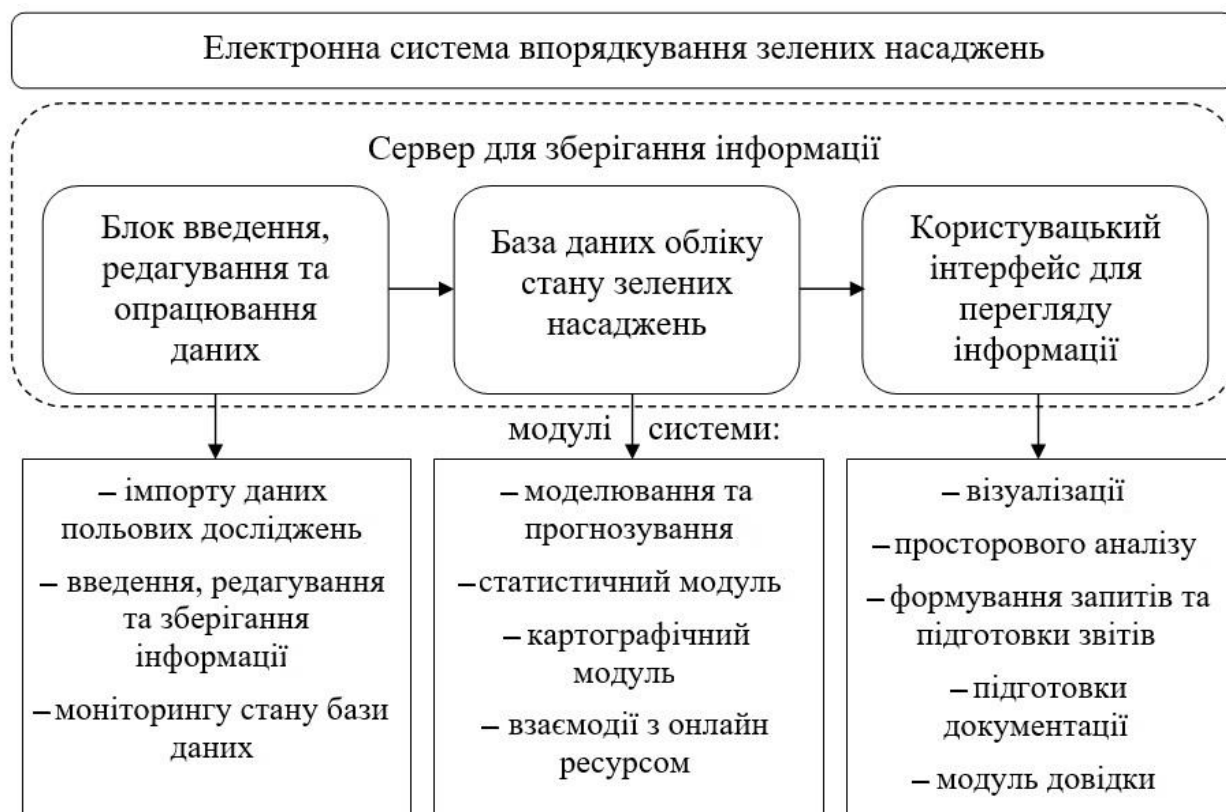 Електронна система впорядкування зелених насаджень
Сервер для зберігання інформації
Блок введення,
редагування та
опрацювання
даних
База даних обліку
стану зелених
насаджень
Користувацький
інтерфейс для
перегляду
інформації
модулі системи:
– імпорту даних
польових досліджень
– введення, редагування
та зберігання
інформації
– моніторингу стану бази
даних
– моделювання та
прогнозування
– статистичний модуль
– картографічний
модуль
– взаємодії з онлайн
ресурсом
– візуалізації
– просторового аналізу
– формування запитів та
підготовки звітів
– підготовки
документації
– модуль довідки